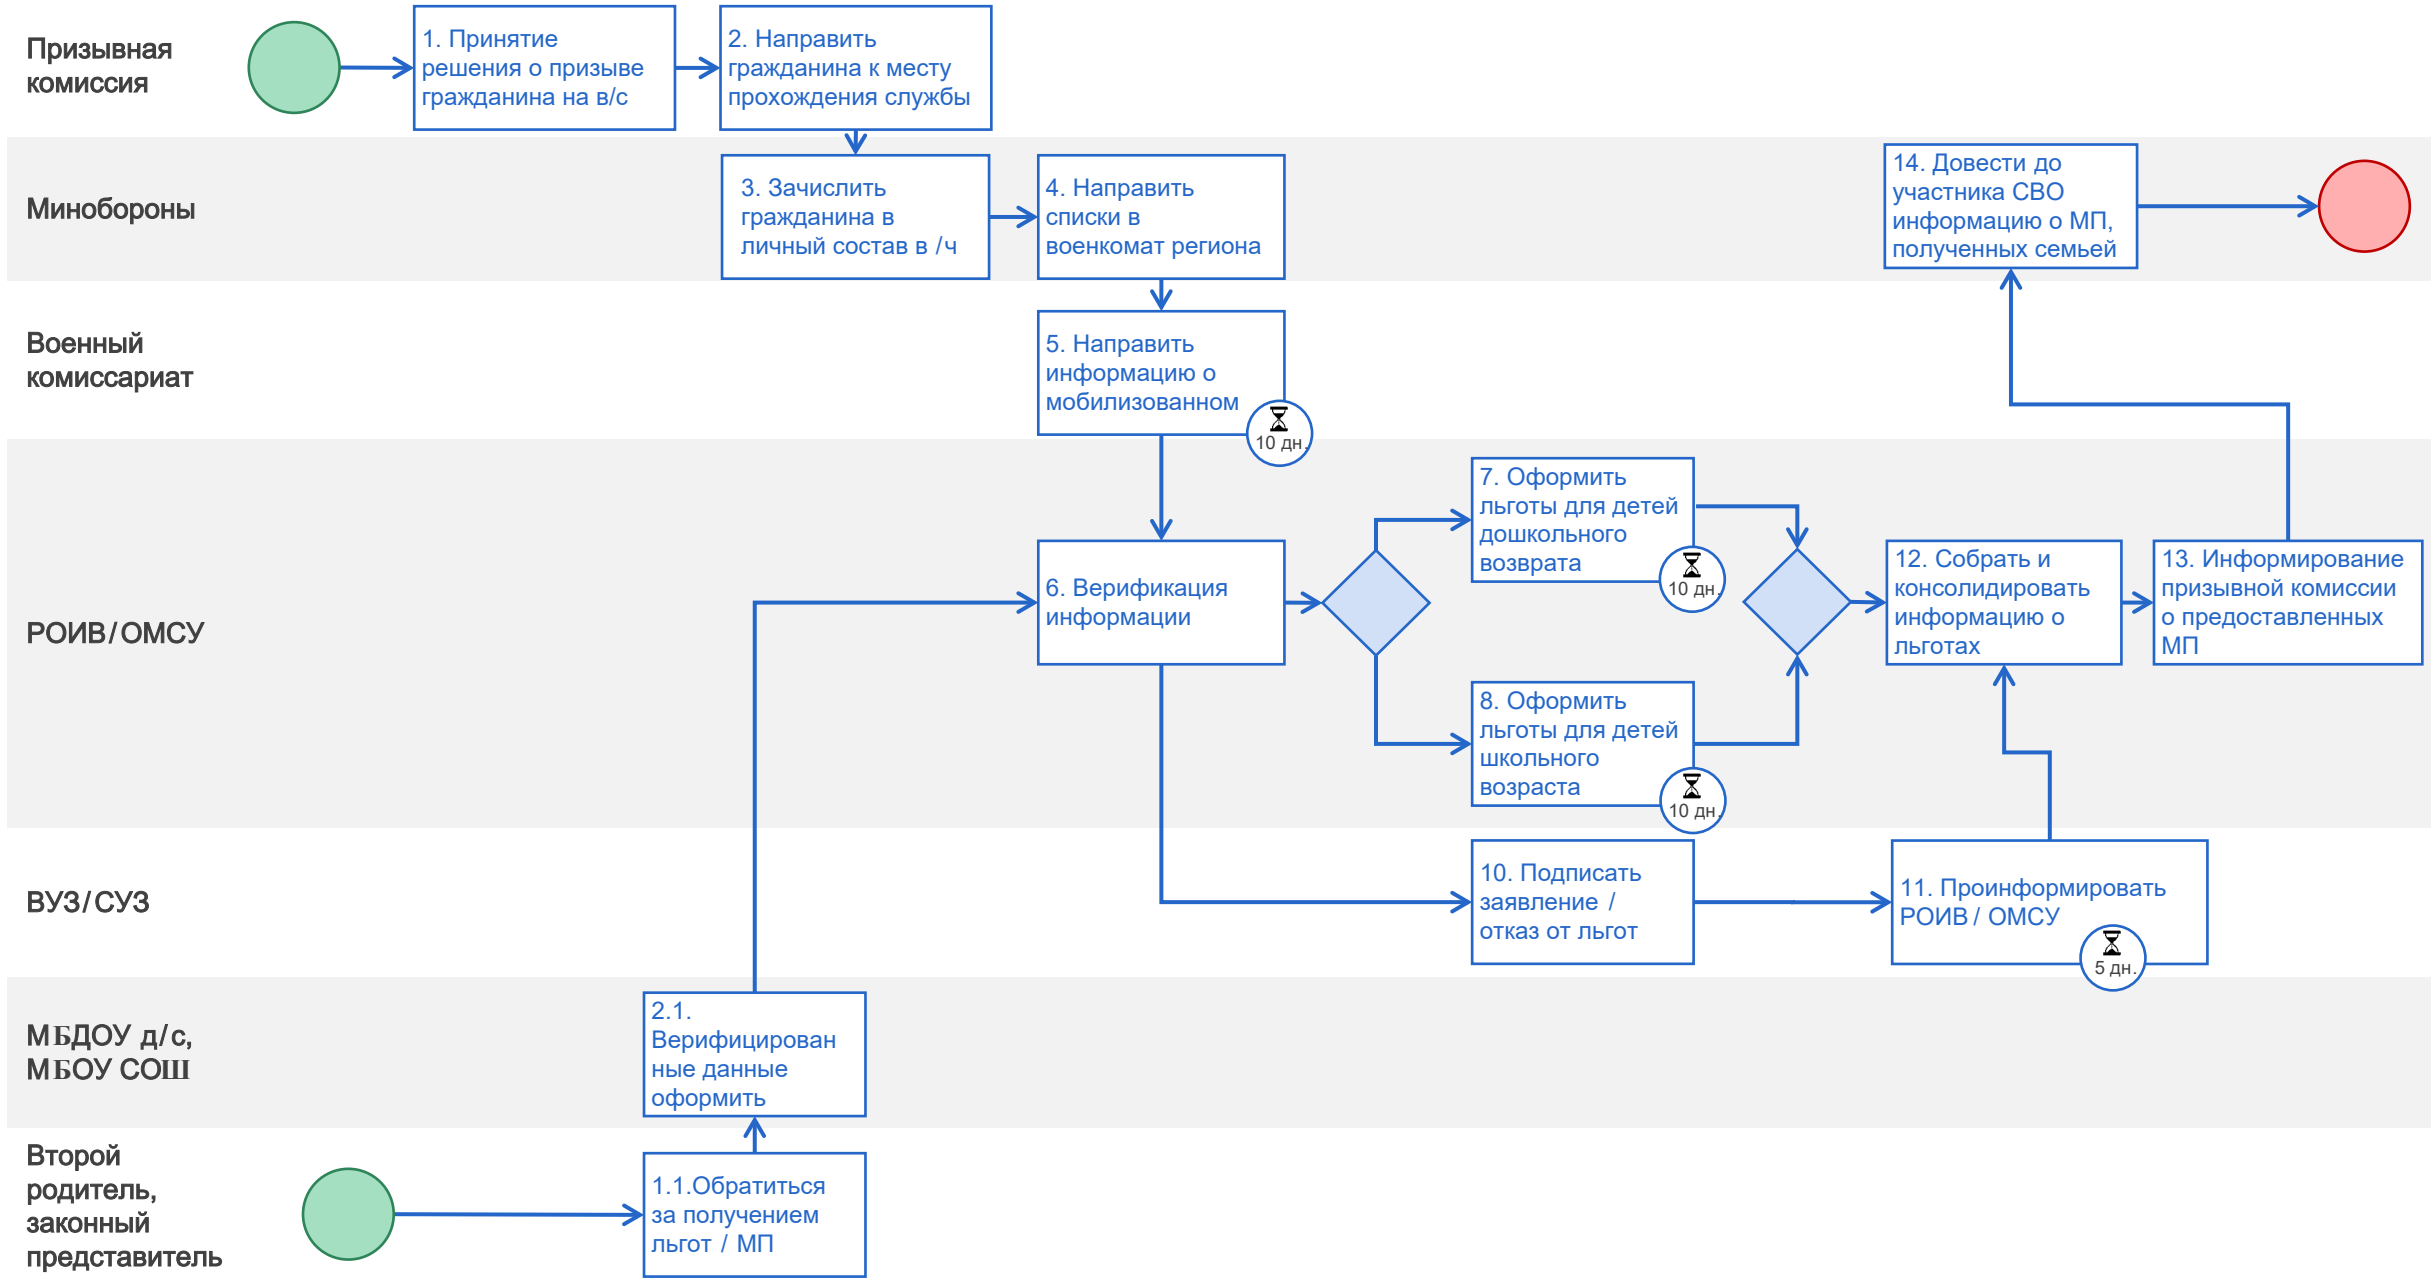 Призывная
комиссия
1. Принятие
решения о призыве
гражданина на в/с
2. Направить
гражданина к месту
прохождения службы
Минобороны
3. Зачислить
гражданина в
личный состав в /ч
4. Направить
списки в
военкомат региона
14. Довести до
участника СВО
информацию о МП,
полученных семьей
Военный
комиссариат
5. Направить
информацию о
мобилизованном
10 дн.
РОИВ/ОМСУ
6. Верификация
информации
7. Оформить
льготы для детей
дошкольного
возврата
10 дн.
8. Оформить
льготы для детей
школьного
возраста
10 дн.
12. Собрать и
консолидировать
информацию о
льготах
13. Информирование
призывной комиссии
о предоставленных
МП
ВУЗ/СУЗ
10. Подписать
заявление /
отказ от льгот
11. Проинформировать
РОИВ / ОМСУ
5 дн.
МБДОУ д/с,
МБОУ СОШ
2.1.
Верифицирован
ные данные
оформить
Второй
родитель,
законный
представитель
1.1.Обратиться
за получением
льгот / МП